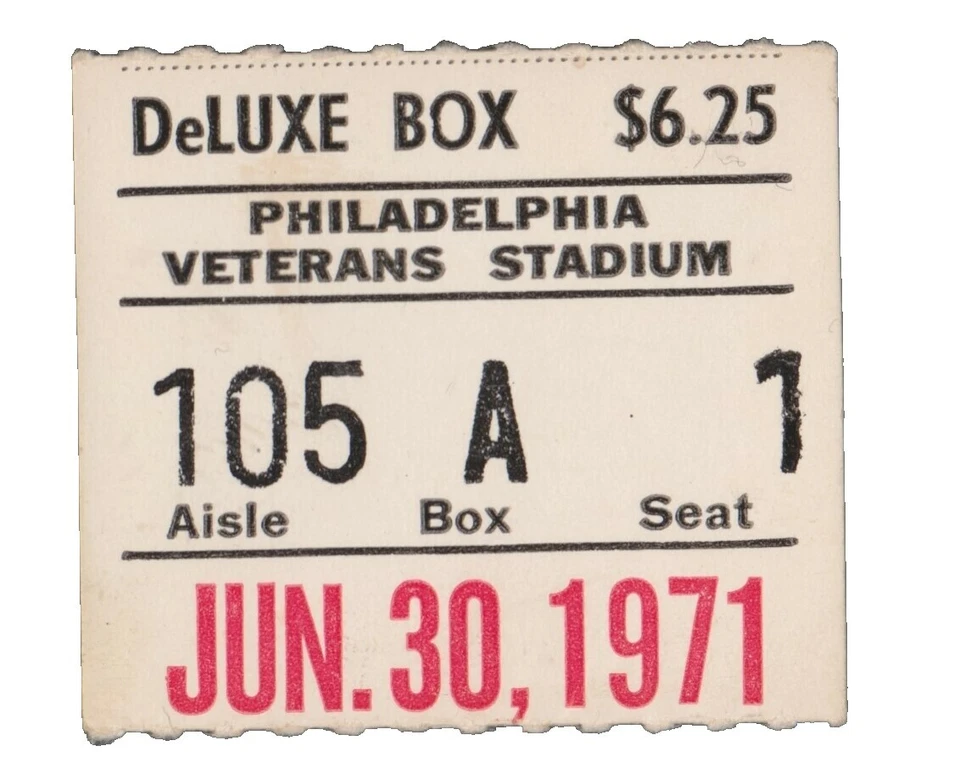 DeLUXE BOX $6.25
PHILADELPHIA
VETERANS STADIUM
105 A 1
Aisle Box Seat
JUN. 30, 1971